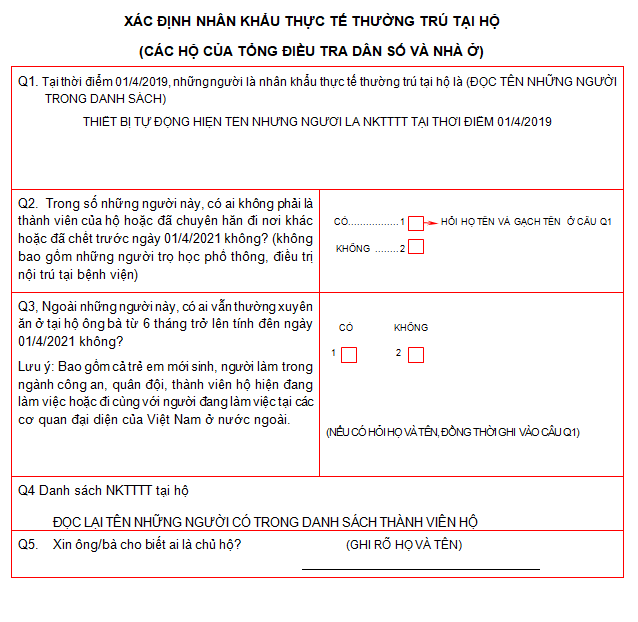 XÁC ĐỊNH NHÂN KHẨU THỰC TẾ THƯỜNG TRÚ TẠI HỘ
(CÁC HỘ CỦA TỔNG ĐIỀU TRA DÂN SỐ VÀ NHÀ Ở)
Q1. Tại thời điểm 01/4/2019, những người là nhân khẩu thực tế thường trú tại hộ là (ĐỌC TÊN NHỮNG NGƯỜI
TRONG DANH SÁCH)
THIẾT BỊ TỰ ĐỘNG HIỆN TEN NHƯNG NGƯƠI LA NKTTTT TẠI THƠI ĐIỂM 01/4/2019
Q2. Trong số những người này, có ai không phải là
thành viên của hộ hoặc đã chuyên hăn đi nơi khác
hoặc đã chết trước ngày 01/4/2021 không? (không
bao gồm những người trọ học phổ thông, điều trị
nội trú tại bệnh viện)
CÓ................. 1 HỎI HỌ TÊN VÀ GẠCH TÊN Ở CÂU Q1
KHÔNG ........ 2
Q3, Ngoài những người này, có ai vẫn thường xuyên
ăn ở tại hộ ông bà từ 6 tháng trở lên tính đến ngày
01/4/2021 không?
Lưu ý: Bao gồm cả trẻ em mới sinh, người làm trong
ngành công an, quân đội, thành viên hộ hiện đang
làm việc hoặc đi cùng với người đang làm việc tại các
cơ quan đại diện của Việt Nam ở nước ngoài.
CÓ KHÔNG
1 2
(NẾU CÓ HỎI HỌ VÀ TÊN, ĐỒNG THỜI GHI VÀO CÂU Q1)
Q4 Danh sách NKTTTT tại hộ
ĐỌC LẠI TÊN NHỮNG NGƯỜI CÓ TRONG DANH SÁCH THÀNH VIÊN HỘ
Q5. Xin ông/bà cho biết ai là chủ hộ? (GHI RÕ HỌ VÀ TÊN)